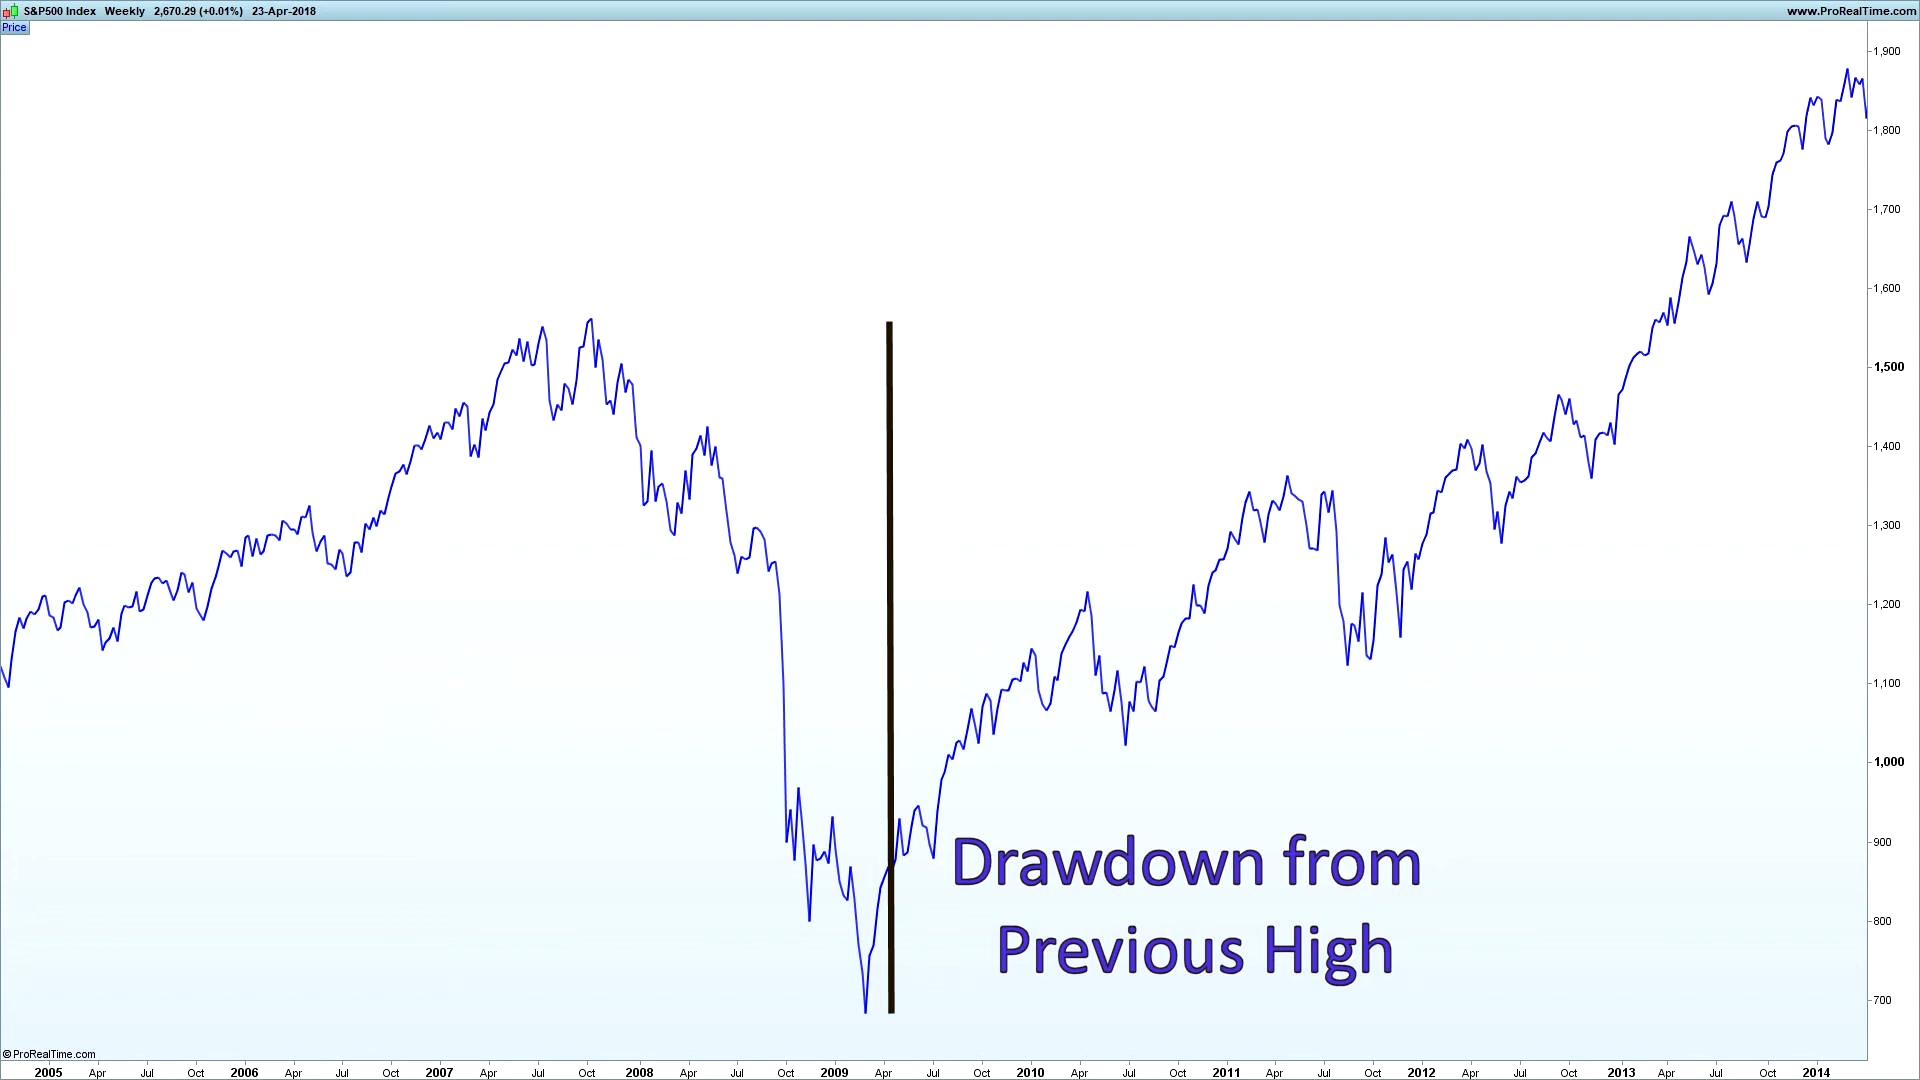 S&P500 Index Weekly 2,670.29 (+0.01%) 23-Apr-2018 www.ProRealTime.com
Price
1,900
1,800
1,700
1,600
1,500
1,400
1,300
1,200
1,100
1,000
900
800
700
Drawdown from
Previous High
©ProRealTime.com
2005 Apr Jul Oct 2006 Apr Jul Oct 2007 Apr Jul Oct 2008 Apr Jul Oct 2009 Apr Jul Oct 2010 Apr Jul Oct 2011 Apr Jul Oct 2012 Apr Jul Oct 2013 Apr Jul Oct 2014